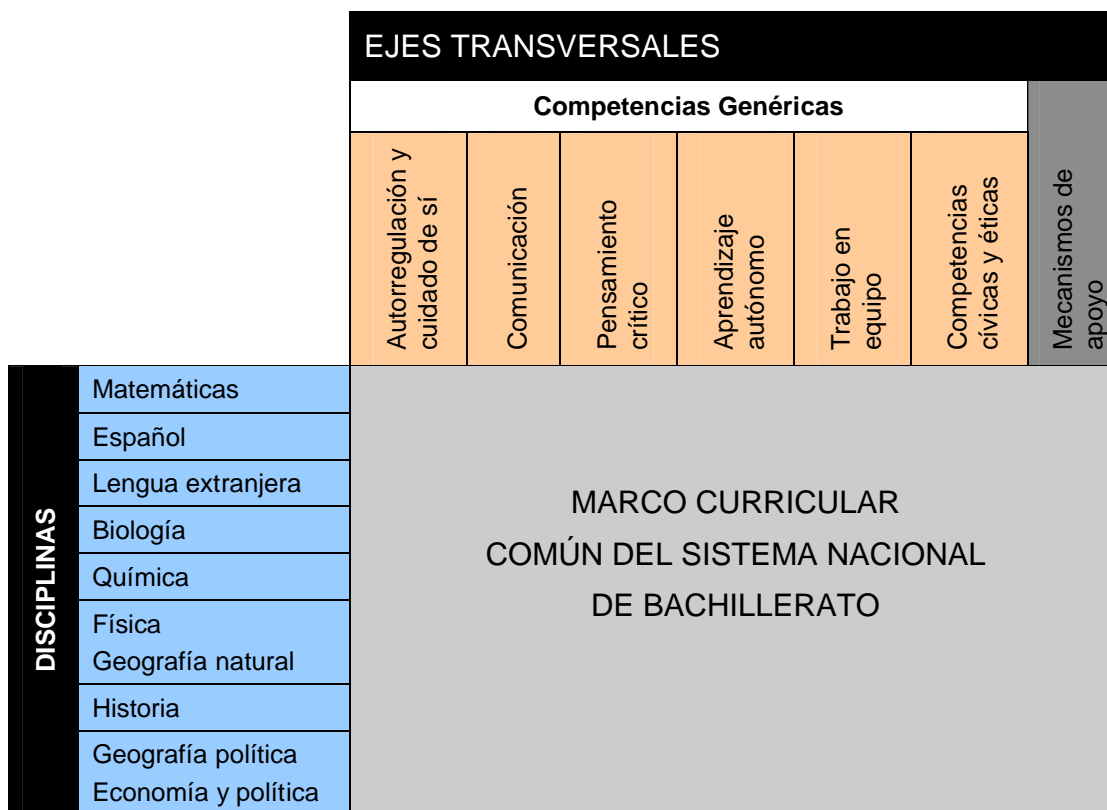 EJES TRANSVERSALES
Competencias Genéricas
Autorregulación y
cuidado de sí
Comunicación
Pensamiento
crítico
Aprendizaje
autónomo
Trabajo en
equipo
Competencias
cívicas y éticas
Mecanismos de
apoyo
DISCIPLINAS
Matemáticas
Español
Lengua extranjera
Biología
Química
Física
Geografía natural
Historia
Geografía política
Economía y política
MARCO CURRICULAR
COMÚN DEL SISTEMA NACIONAL
DE BACHILLERATO